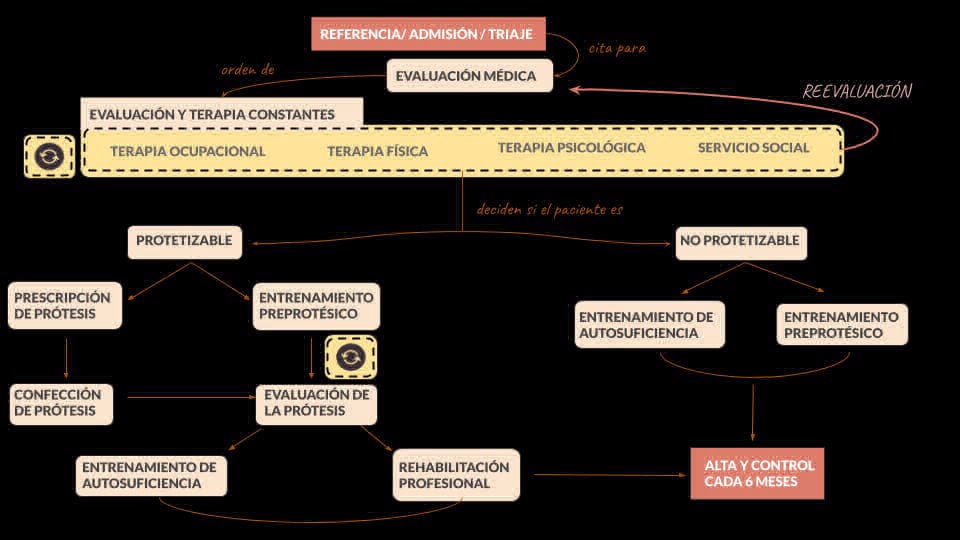 REFERENCIA/ ADMISIÓN / TRIAJE
cita para
EVALUACIÓN MÉDICA
orden de
REEVALUACIÓN
EVALUACIÓN Y TERAPIA CONSTANTES
TERAPIA OCUPACIONAL
TERAPIA FÍSICA
TERAPIA PSICOLÓGICA
SERVICIO SOCIAL
deciden si el paciente es
PROTETIZABLE
NO PROTETIZABLE
PRESCRIPCIÓN
DE PRÓTESIS
ENTRENAMIENTO
PREPROTÉSICO
ENTRENAMIENTO DE
AUTOSUFICIENCIA
ENTRENAMIENTO
PREPROTÉSICO
CONFECCIÓN
DE PRÓTESIS
EVALUACIÓN DE
LA PRÓTESIS
ENTRENAMIENTO DE
AUTOSUFICIENCIA
REHABILITACIÓN
PROFESIONAL
ALTA Y CONTROL
CADA 6 MESES